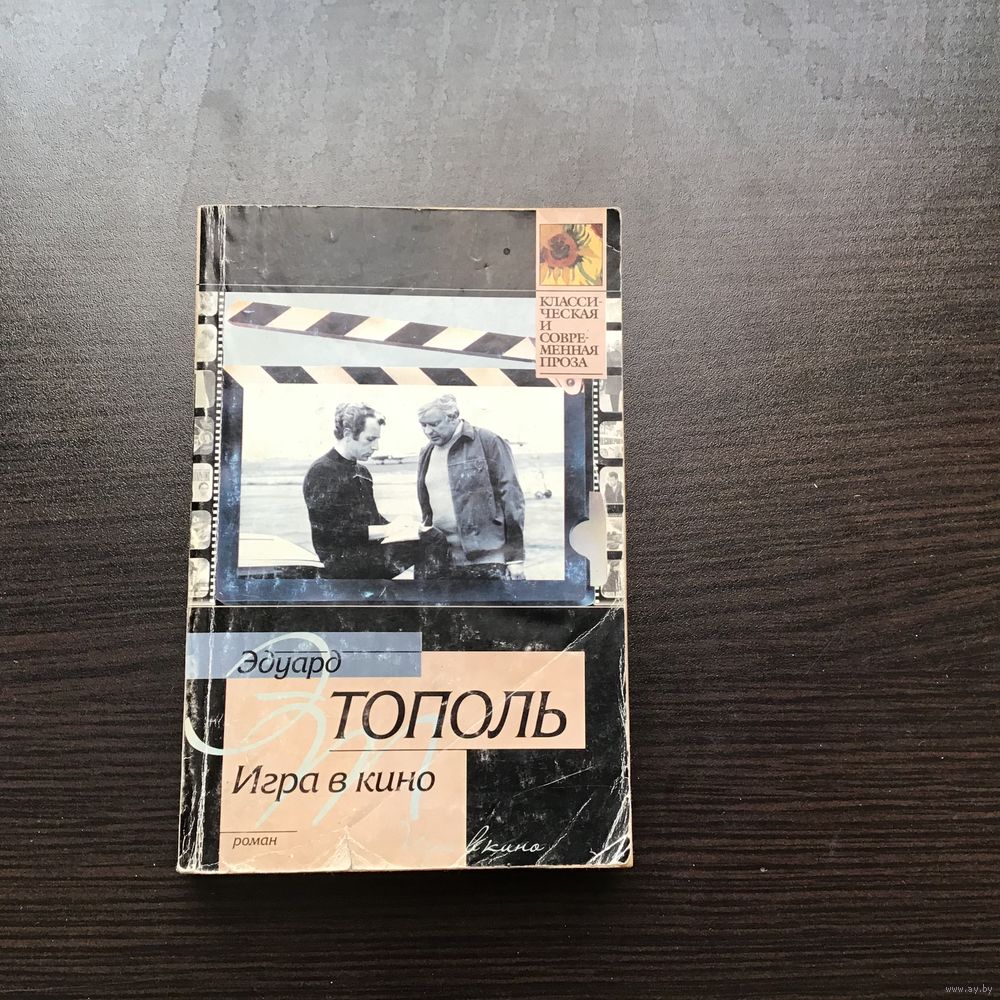 КЛАССИ-
ЧЕСКАЯ
И
СОВРЕ-
МЕННАЯ
ПРОЗА
Эдуард
ТОПОЛЬ
Игра в кино
роман
в кино
www.ay.by